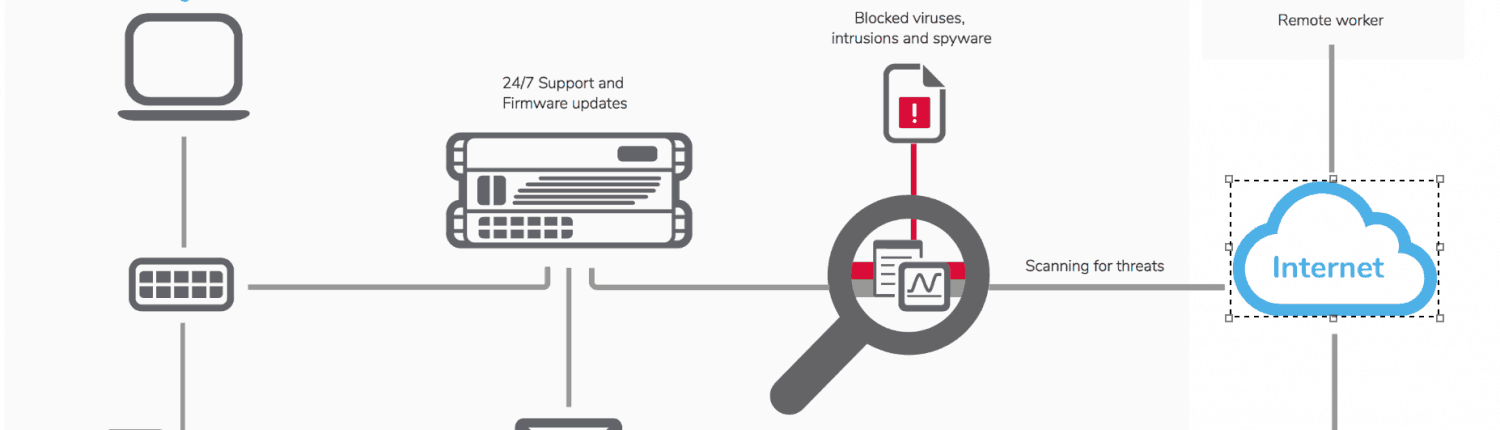 Blocked viruses,
intrusions and spyware
Remote worker
24/7 Support and
Firmware updates
Scanning for threats
Internet